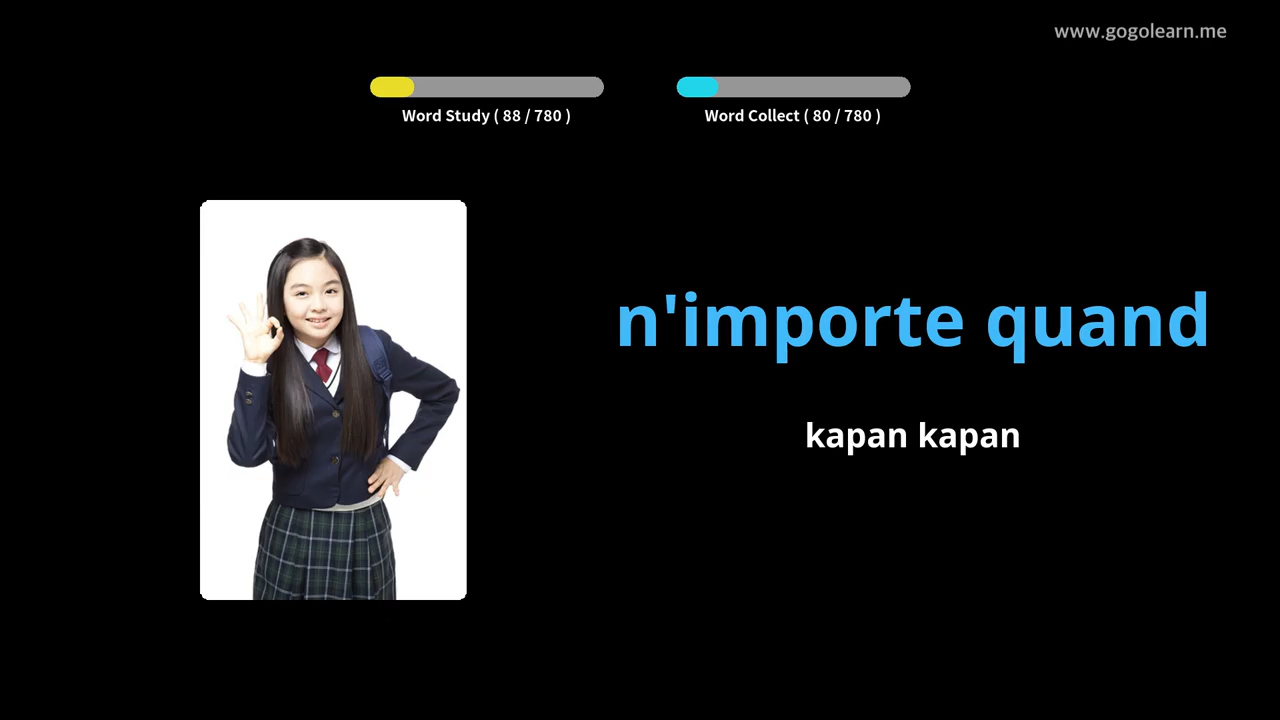 www.gogolearn.me
Word Study ( 88 / 780 )
Word Collect ( 80 / 780 )
n'importe quand
kapan kapan